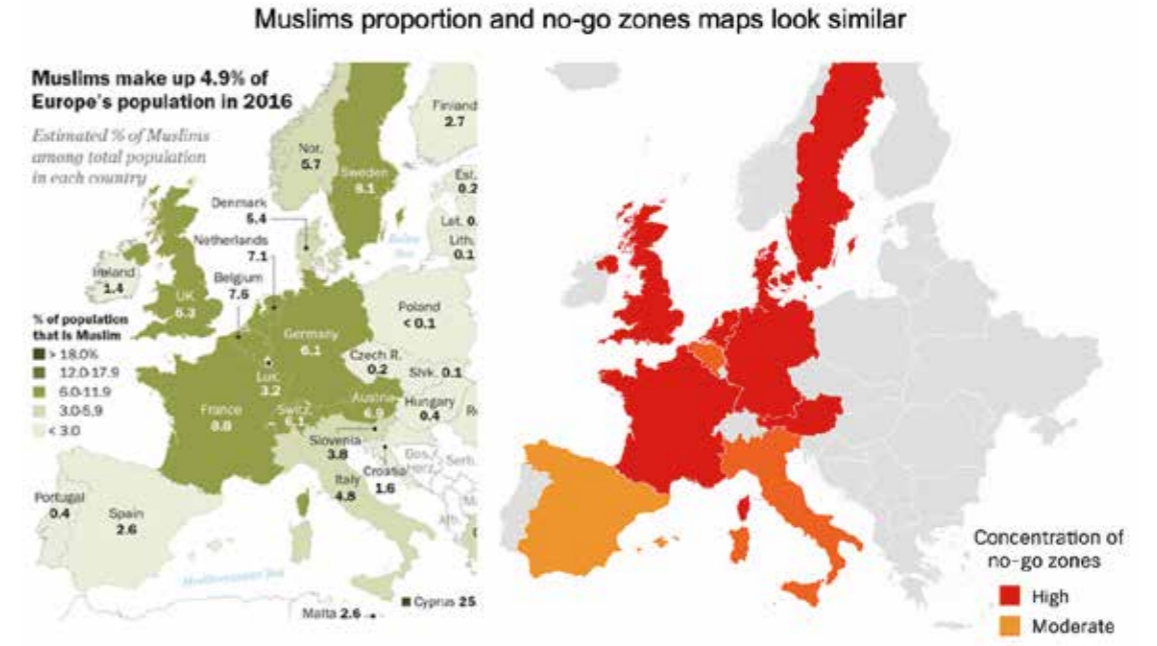 Muslims proportion and no-go zones maps look similar
Muslims make up 4.9% of
Europe's population in 2016
Estimated % of Muslims
among total population
in each country
Finland
2.7
Nor.
5.7
Sweden
8.1
Est.
0.2
Denmark
5.4
Lat. 0.
Lith.
0.1
Netherlands
7.1
Belgium
7.6
Ireland
1.4
UK
6.3
Poland
< 0.1
Germany
6.1
% of population
that is Muslim
> 18.0%
12.0-17.9
6.0-11.9
3.0-5.9
< 3.0
Czech R.
0.2
Slvk. 0.1
Lux.
3.2
Austria
6.9
Hungary
0.4
France
8.8
Switz.
6.1
Slovenia
3.8
Croatia
1.6
Serb.
Italy
4.8
Portugal
0.4
Spain
2.6
Mediterranean Sea
Cyprus 25
Malta 2.6
Concentration of
no-go zones
High
Moderate